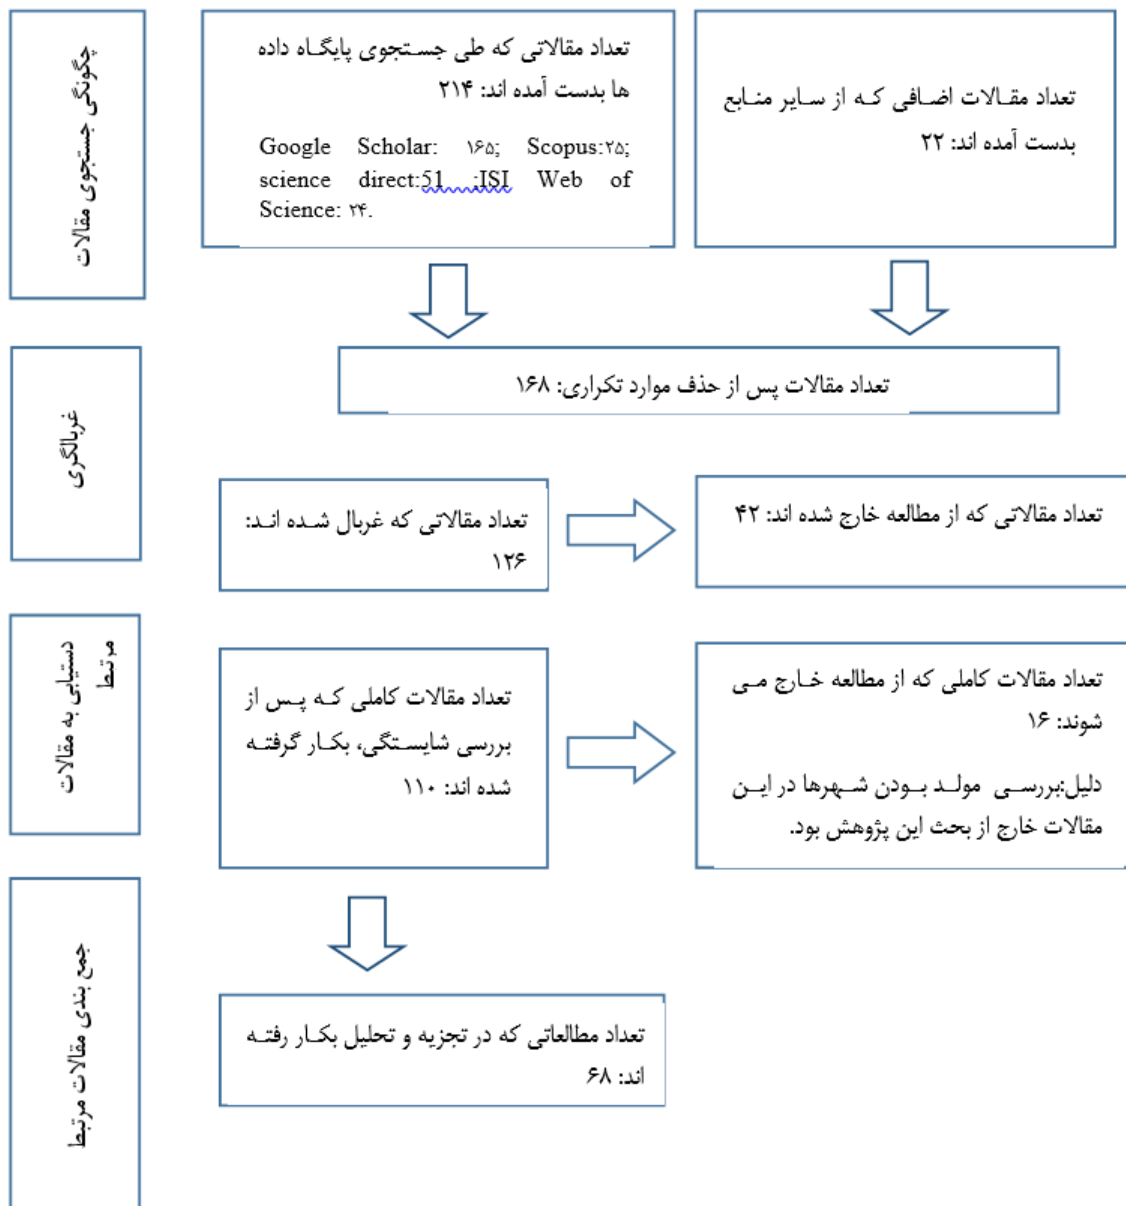 چگونگی جستجوی مقالات
تعداد مقالاتی که طی جستجوی پایگاه داده
ها بدست آمده اند: ۲۱۴
Google Scholar: ۱۶۵; Scopus:۲۵;
science direct:51 ;ISI Web of
Science: ۲۴.
تعداد مقالات اضافی که از سایر منابع
بدست آمده اند: ۲۲
غربالگری
تعداد مقالات پس از حذف موارد تکراری: ۱۶۸
تعداد مقالاتی که غربال شده اند:
۱۲۶
تعداد مقالاتی که از مطالعه خارج شده اند: ۴۲
دستیابی به مقالات
مرتبط
تعداد مقالات کاملی که پس از
بررسی شایستگی، بکار گرفته
شده اند: ۱۱۰
تعداد مقالات کاملی که از مطالعه خارج می
شوند: ۱۶
دلیل:بررسی مولد بودن شهرها در این
مقالات خارج از بحث این پژوهش بود.
جمع بندی مقالات مرتبط
تعداد مطالعاتی که در تجزیه و تحلیل بکار رفته
اند: ۶۸